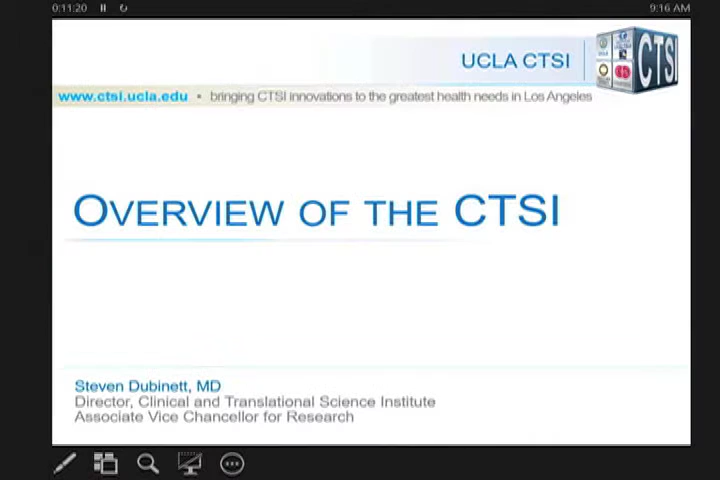 0:11:20
9:16 AM
UCLA CTSI
CTSI
www.ctsi.ucla.edu • bringing CTSI innovations to the greatest health needs in Los Angeles
OVERVIEW OF THE CTSI
Steven Dubinett, MD
Director, Clinical and Translational Science Institute
Associate Vice Chancellor for Research